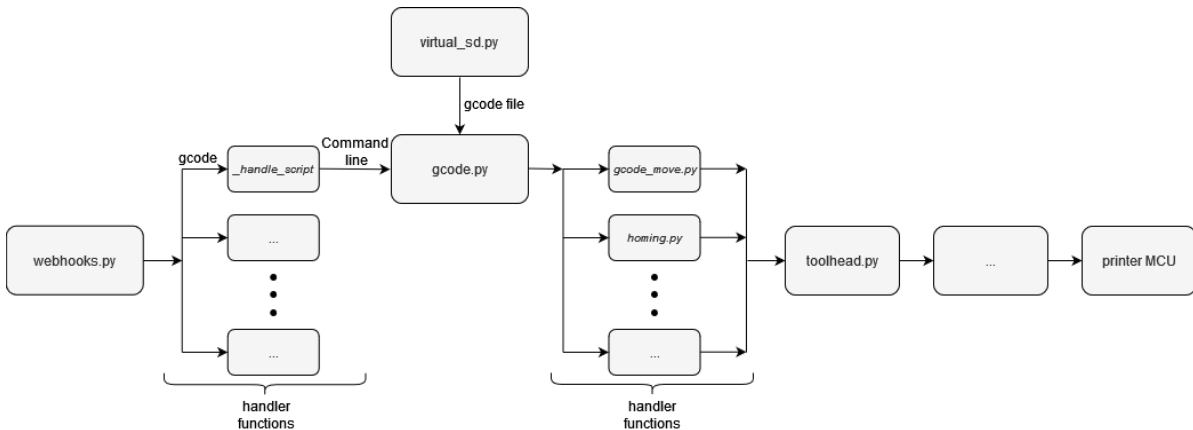 virtual_sd.py
gcode file
Command
line
gcode
_handle_script
gcode.py
gcode_move.py
...
homing.py
webhooks.py
toolhead.py
...
printer MCU
...
...
handler
functions
handler
functions